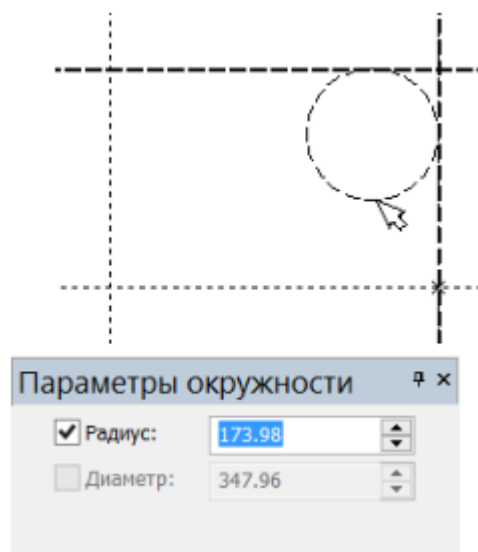 Параметры окружности
Радиус: 173.98
Диаметр: 347.96